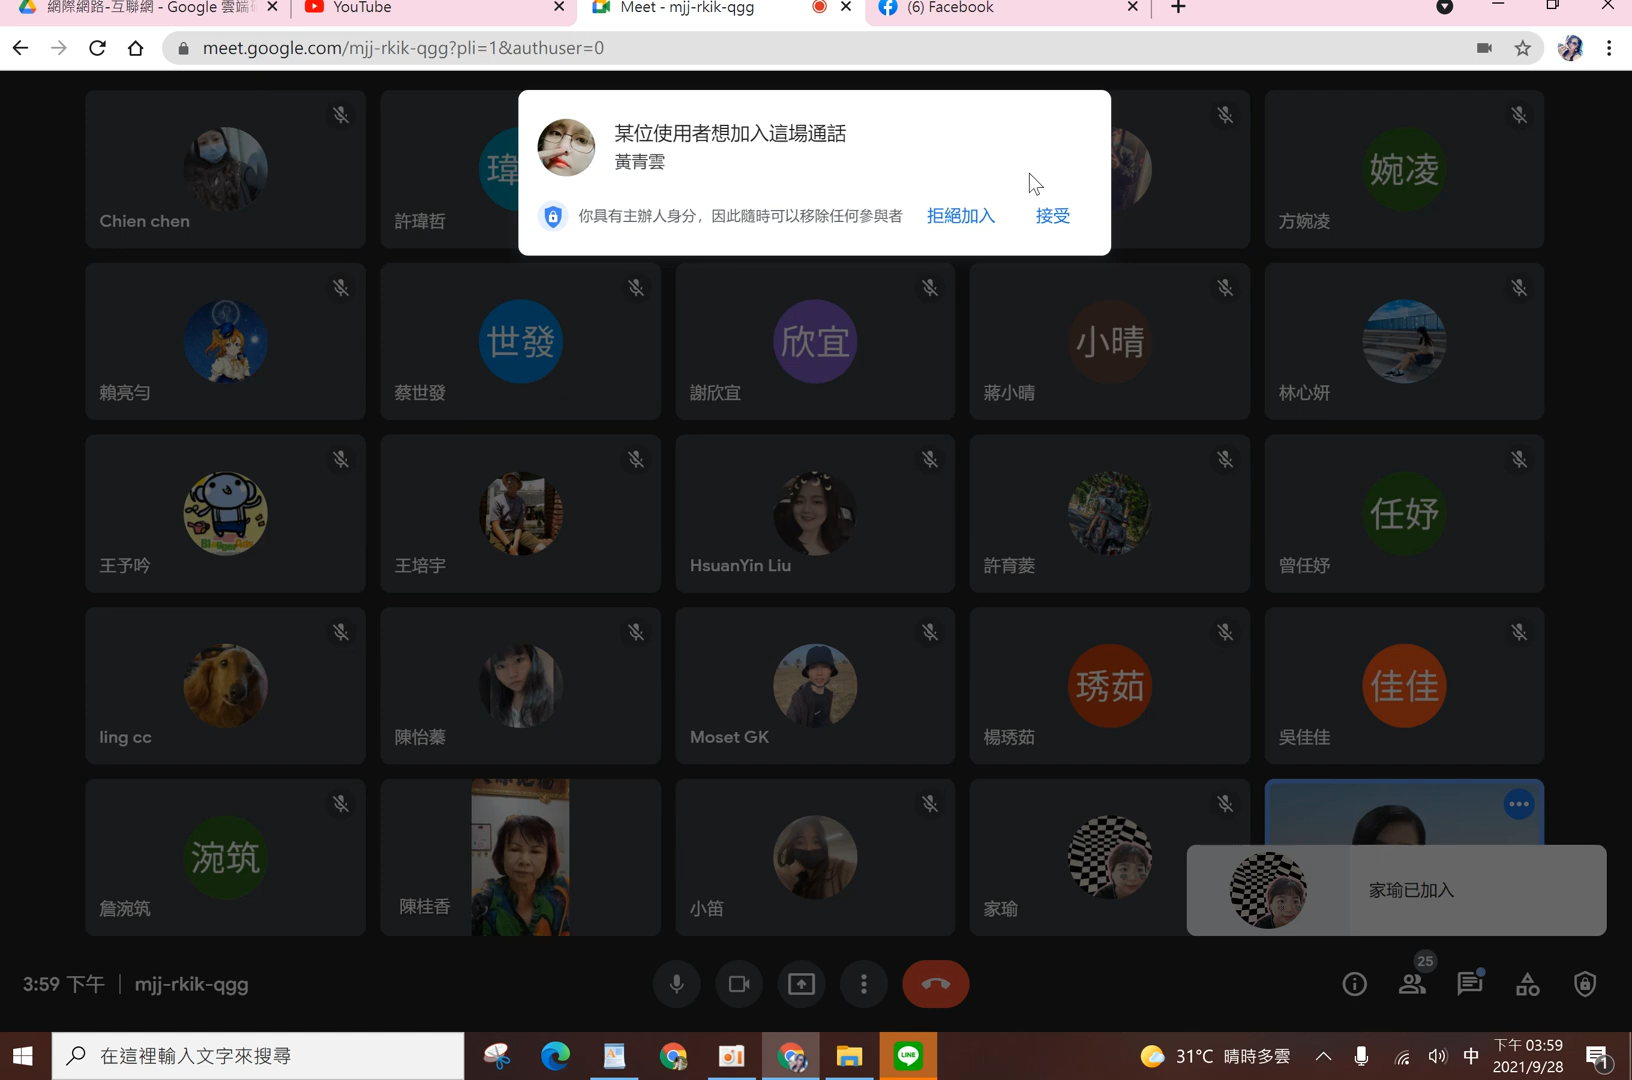 網際網路-互聯網 - Google 雲端
YouTube
Meet - mjj-rkik-qgg
(6) Facebook
meet.google.com/mjj-rkik-qgg?pli=1&authuser=0
某位使用者想加入這場通話
黃青雲
你具有主辦人身分，因此隨時可以移除任何參與者
拒絕加入
接受
Chien chen
瑋
許瑋哲
婉凌
方婉凌
賴亮勻
世發
蔡世發
欣宜
謝欣宜
小晴
蔣小晴
林心妍
王予吟
王培宇
HsuanYin Liu
許育菱
任妤
曾任妤
ling cc
陳怡蓁
Moset GK
琇茹
楊琇茹
佳佳
吳佳佳
涴筑
詹涴筑
陳桂香
小笛
家瑜
家瑜已加入
3:59 下午
mjj-rkik-qgg
25
在這裡輸入文字來搜尋
LINE
31°C 晴時多雲
中
下午 03:59
2021/9/28
1